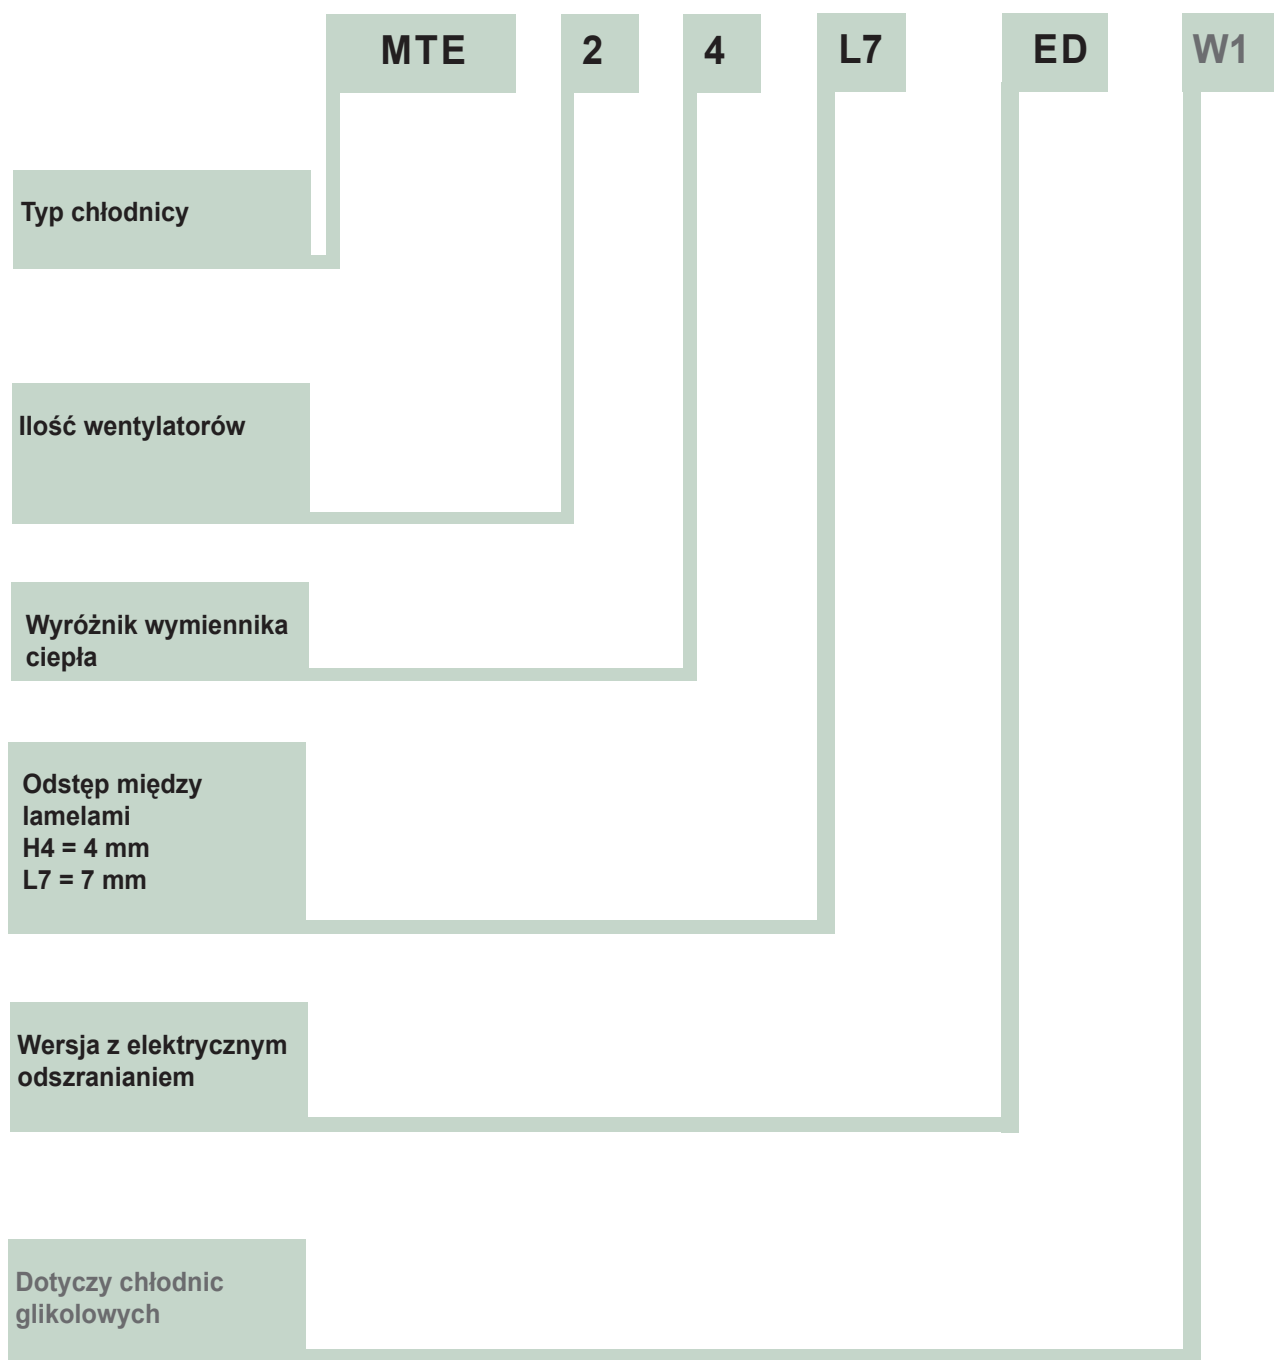 MTE 2 4 L7 ED W1
Typ chłodnicy
Ilość wentylatorów
Wyróżnik wymiennika
ciepła
Odstęp między
lamelami
H4 = 4 mm
L7 = 7 mm
Wersja z elektrycznym
odszranianiem
Dotyczy chłodnic
glikolowych